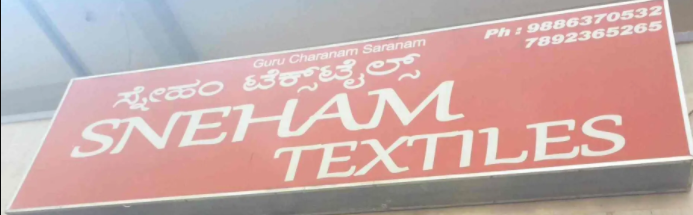 Guru Charanam Saranam
Ph : 9886370532
7892365265
ಸ್ನೇಹಂ ಟೆಕ್ಸ್‌ಟೈಲ್ಸ್
SNEHAM
TEXTILES